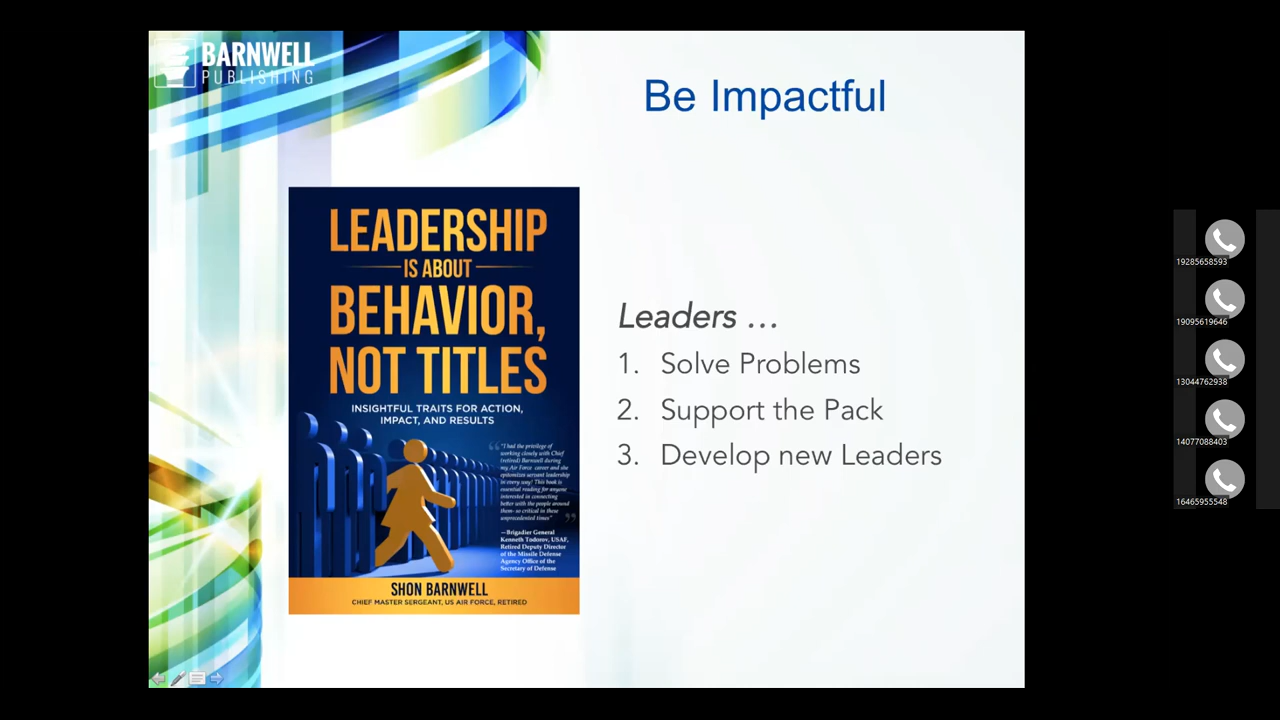 BARNWELL
PUBLISHING
Be Impactful
LEADERSHIP
IS ABOUT
BEHAVIOR,
NOT TITLES
INSIGHTFUL TRAITS FOR ACTION,
IMPACT, AND RESULTS
"I had the privilege of
working closely with Chief
(retired) Barnwell during
my Air Force career and she
epitomizes servant leadership
in every way! This book is
essential reading for anyone
interested in connecting
better with the people around
them- so critical in these
unprecedented times"
—Brigadier General
Kenneth Todorov, USAF,
Retired Deputy Director
of the Missile Defense
Agency Office of the
Secretary of Defense
SHON BARNWELL
CHIEF MASTER SERGEANT, US AIR FORCE, RETIRED
Leaders ...
1. Solve Problems
2. Support the Pack
3. Develop new Leaders
19285658593
19095619646
13044762938
14077088403
16465955548